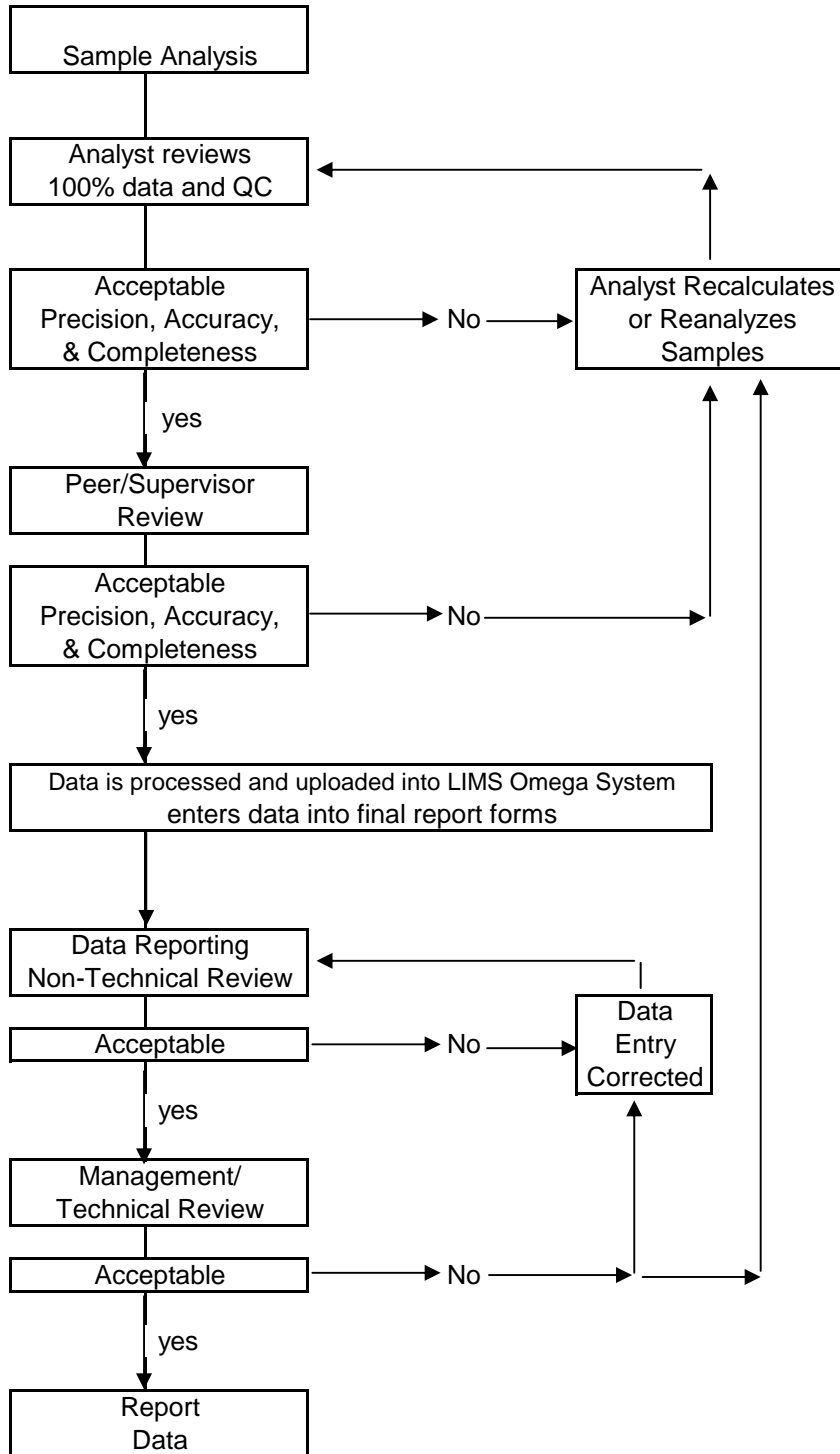 Sample Analysis
Analyst reviews
100% data and QC
Acceptable
Precision, Accuracy,
& Completeness
No
Analyst Recalculates
or Reanalyzes
Samples
yes
Peer/Supervisor
Review
Acceptable
Precision, Accuracy,
& Completeness
No
yes
Data is processed and uploaded into LIMS Omega System
enters data into final report forms
Data Reporting
Non-Technical Review
Acceptable
No
Data
Entry
Corrected
yes
Management/
Technical Review
Acceptable
No
yes
Report
Data